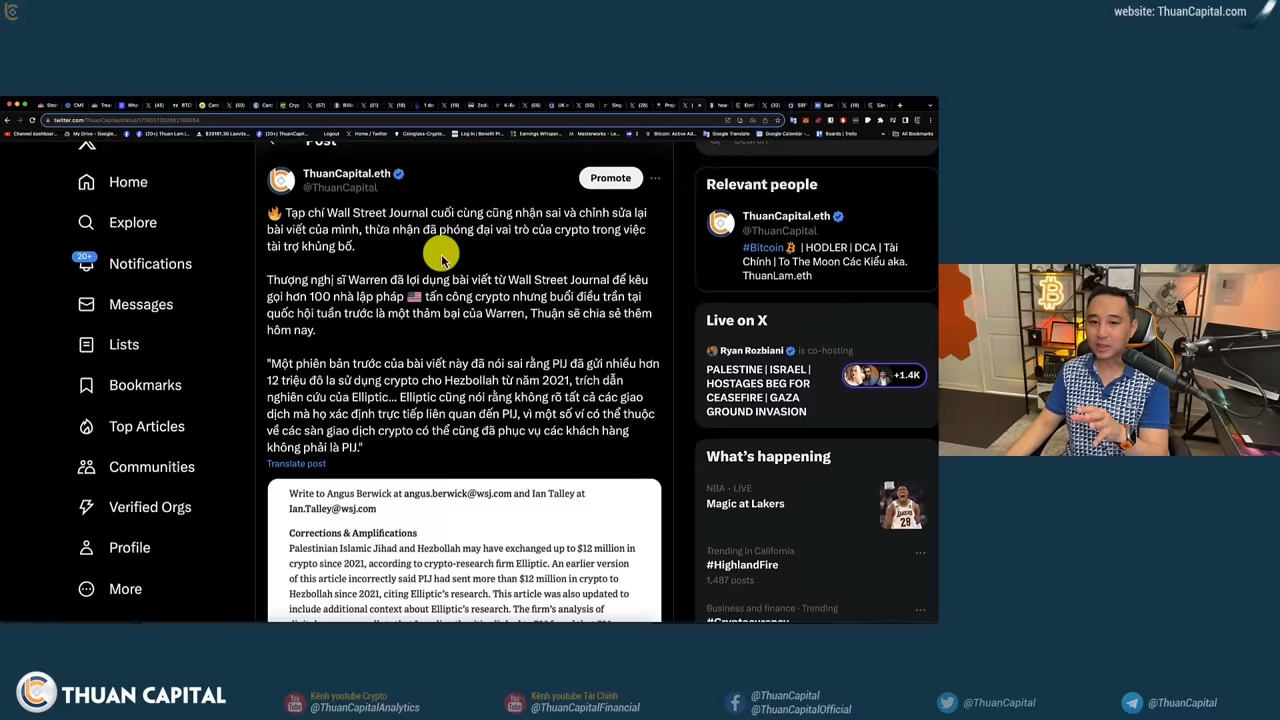 website: ThuanCapital.com
twitter.com/ThuanCapital/status/
Post
Home
Explore
20+
Notifications
Messages
Lists
Bookmarks
Top Articles
Communities
Verified Orgs
Profile
More
ThuanCapital.eth
@ThuanCapital
Promote
🔥 Tạp chí Wall Street Journal cuối cùng cũng nhận sai và chỉnh sửa lại
bài viết của mình, thừa nhận đã phóng đại vai trò của crypto trong việc
tài trợ khủng bố.
Thượng nghị sĩ Warren đã lợi dụng bài viết từ Wall Street Journal để kêu
gọi hơn 100 nhà lập pháp 🇺🇸 tấn công crypto nhưng buổi điều trần tại
quốc hội tuần trước là một thảm bại của Warren, Thuận sẽ chia sẻ thêm
hôm nay.
"Một phiên bản trước của bài viết này đã nói sai rằng PIJ đã gửi nhiều hơn
12 triệu đô la sử dụng crypto cho Hezbollah từ năm 2021, trích dẫn
nghiên cứu của Elliptic... Elliptic cũng nói rằng không rõ tất cả các giao
dịch mà họ xác định trực tiếp liên quan đến PIJ, vì một số ví có thể thuộc
về các sàn giao dịch crypto có thể cũng đã phục vụ các khách hàng
không phải là PIJ."
Translate post
Write to Angus Berwick at angus.berwick@wsj.com and Ian Talley at
Ian.Talley@wsj.com
Corrections & Amplifications
Palestinian Islamic Jihad and Hezbollah may have exchanged up to $12 million in
crypto since 2021, according to crypto-research firm Elliptic. An earlier version
of this article incorrectly said PIJ had sent more than $12 million in crypto to
Hezbollah since 2021, citing Elliptic's research. This article was also updated to
include additional context about Elliptic's research. The firm's analysis of
Relevant people
ThuanCapital.eth
@ThuanCapital
#Bitcoin | HODLER | DCA | Tài
Chính | To The Moon Các Kiểu aka.
ThuanLam.eth
Live on X
Ryan Rozbiani is co-hosting
PALESTINE | ISRAEL |
HOSTAGES BEG FOR
CEASEFIRE | GAZA
GROUND INVASION
+1.4K
What's happening
NBA · LIVE
Magic at Lakers
Trending in California
#HighlandFire
1,487 posts
Business and finance · Trending
#Cryptocurrency
THUAN CAPITAL
Kênh youtube Crypto
@ThuanCapitalAnalytics
Kênh youtube Tài Chính
@ThuanCapitalFinancial
@ThuanCapital
@ThuanCapitalOfficial
@ThuanCapital
@ThuanCapital